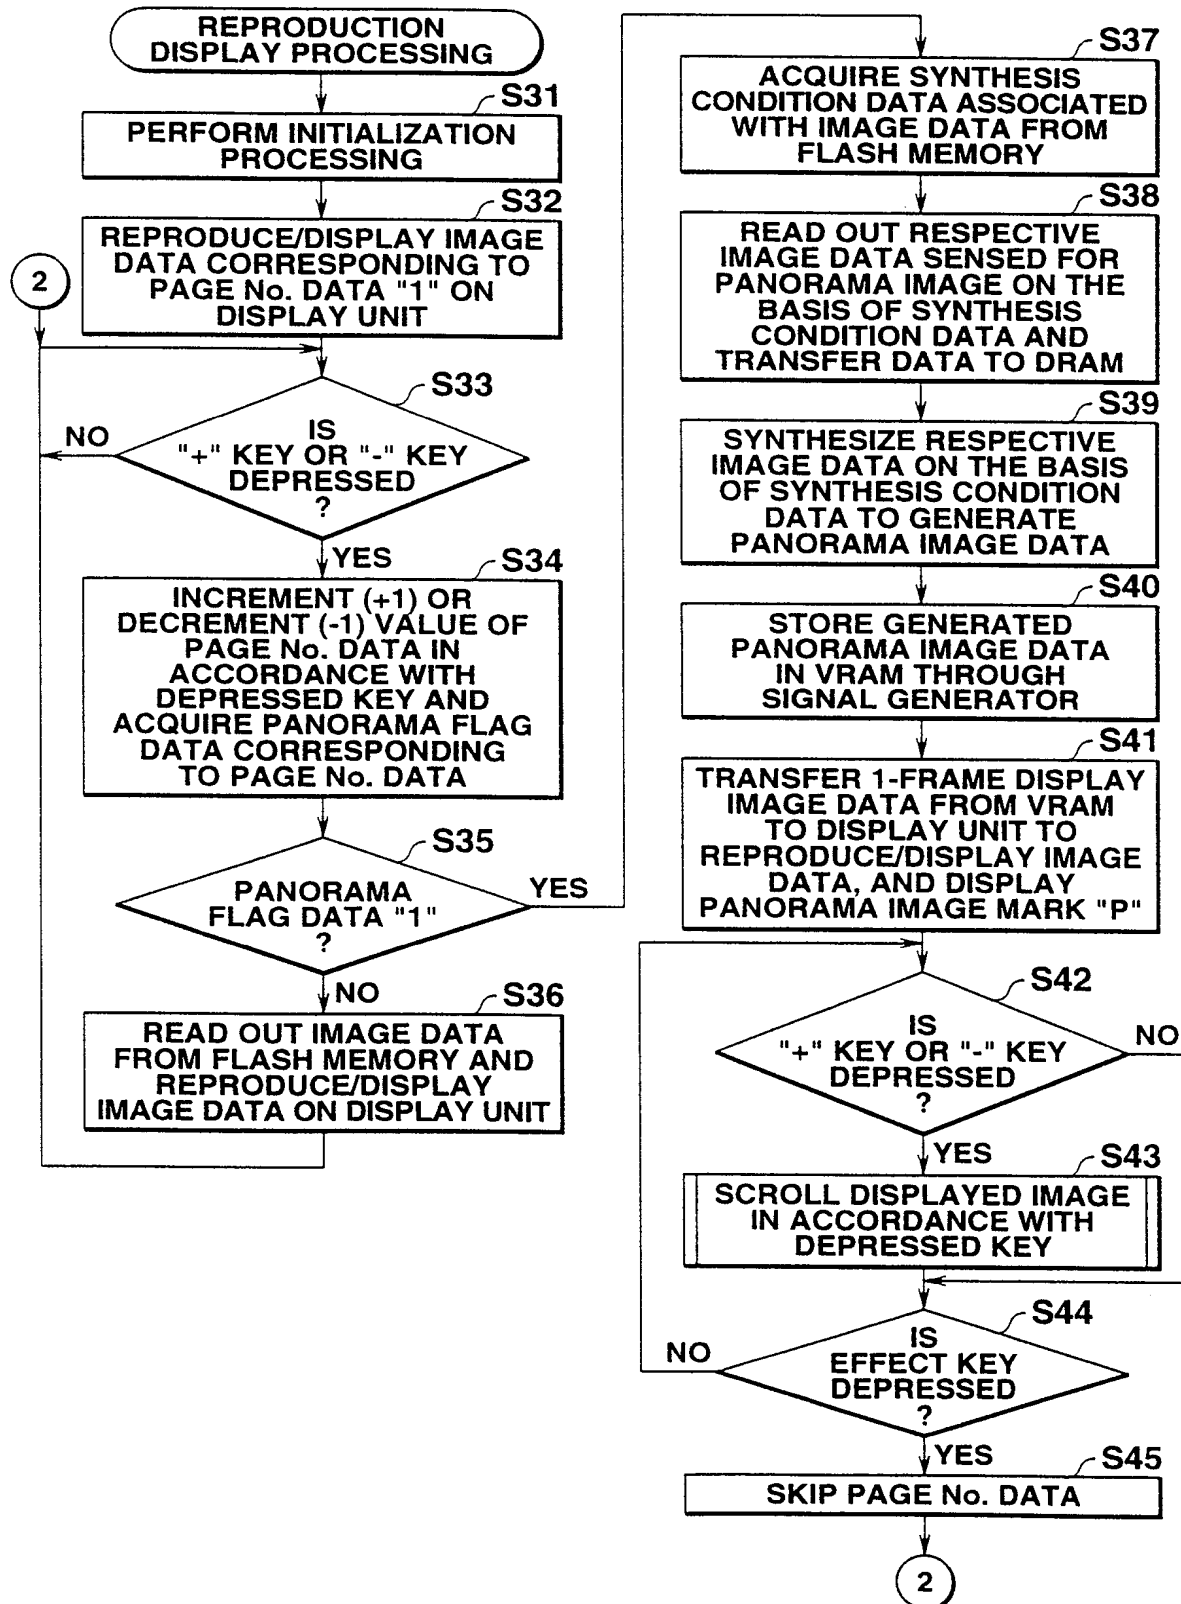 REPRODUCTION
DISPLAY PROCESSING
S31
PERFORM INITIALIZATION
PROCESSING
S32
REPRODUCE/DISPLAY IMAGE
DATA CORRESPONDING TO
PAGE No. DATA "1" ON
DISPLAY UNIT
2
S33
IS
"+" KEY OR "-" KEY
DEPRESSED
?
NO
YES
S34
INCREMENT (+1) OR
DECREMENT (-1) VALUE OF
PAGE No. DATA IN
ACCORDANCE WITH
DEPRESSED KEY AND
ACQUIRE PANORAMA FLAG
DATA CORRESPONDING
TO PAGE No. DATA
S35
PANORAMA
FLAG DATA "1"
?
YES
NO
S36
READ OUT IMAGE DATA
FROM FLASH MEMORY AND
REPRODUCE/DISPLAY
IMAGE DATA ON DISPLAY UNIT
S37
ACQUIRE SYNTHESIS
CONDITION DATA ASSOCIATED
WITH IMAGE DATA FROM
FLASH MEMORY
S38
READ OUT RESPECTIVE
IMAGE DATA SENSED FOR
PANORAMA IMAGE ON THE
BASIS OF SYNTHESIS
CONDITION DATA AND
TRANSFER DATA TO DRAM
S39
SYNTHESIZE RESPECTIVE
IMAGE DATA ON THE BASIS
OF SYNTHESIS CONDITION
DATA TO GENERATE
PANORAMA IMAGE DATA
S40
STORE GENERATED
PANORAMA IMAGE DATA
IN VRAM THROUGH
SIGNAL GENERATOR
S41
TRANSFER 1-FRAME DISPLAY
IMAGE DATA FROM VRAM
TO DISPLAY UNIT TO
REPRODUCE/DISPLAY IMAGE
DATA, AND DISPLAY
PANORAMA IMAGE MARK "P"
S42
IS
"+" KEY OR "-" KEY
DEPRESSED
?
NO
YES
S43
SCROLL DISPLAYED IMAGE
IN ACCORDANCE WITH
DEPRESSED KEY
S44
IS
EFFECT KEY
DEPRESSED
?
NO
YES
S45
SKIP PAGE No. DATA
2